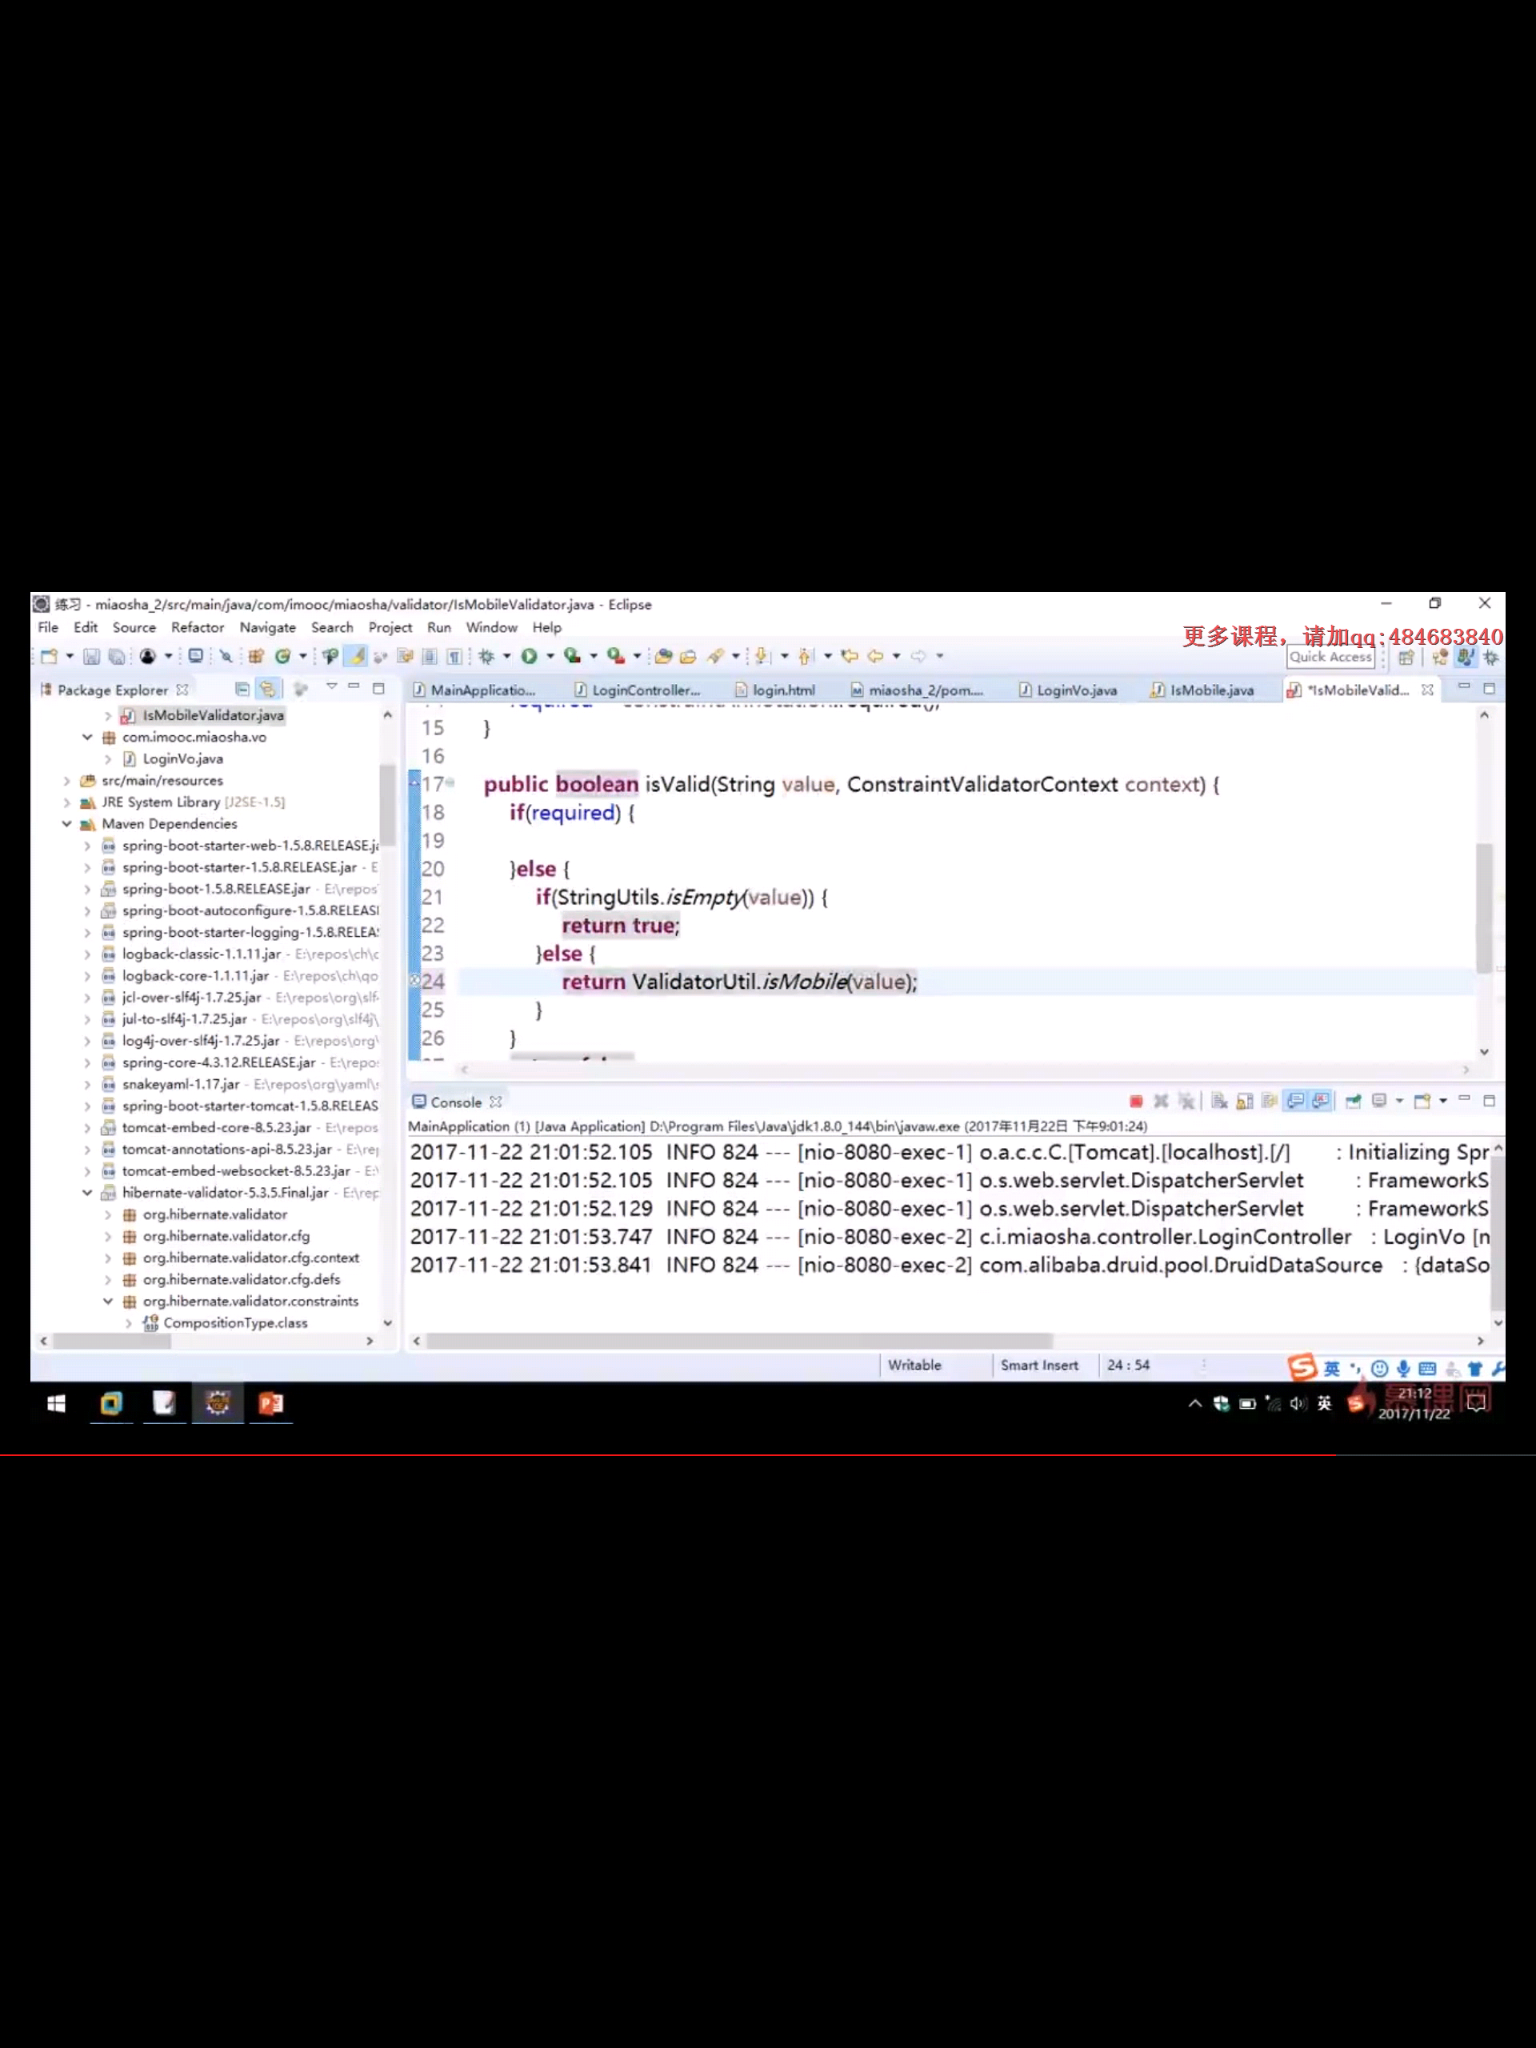 练习 - miaosha_2/src/main/java/com/imooc/miaosha/validator/IsMobileValidator.java - Eclipse
File Edit Source Refactor Navigate Search Project Run Window Help
更多课程，请加qq:484683840
Quick Access
Package Explorer
MainApplicatio... LoginController... login.html miaosha_2/pom.... LoginVo.java IsMobile.java *IsMobileValid...
IsMobileValidator.java
com.imooc.miaosha.vo
LoginVo.java
src/main/resources
JRE System Library [J2SE-1.5]
Maven Dependencies
spring-boot-starter-web-1.5.8.RELEASE.ja
spring-boot-starter-1.5.8.RELEASE.jar - E
spring-boot-1.5.8.RELEASE.jar - E:\repos
spring-boot-autoconfigure-1.5.8.RELEAS
spring-boot-starter-logging-1.5.8.RELEA
logback-classic-1.1.11.jar - E:\repos\ch\c
logback-core-1.1.11.jar - E:\repos\ch\qo
jcl-over-slf4j-1.7.25.jar - E:\repos\org\slf
jul-to-slf4j-1.7.25.jar - E:\repos\org\slf4j\
log4j-over-slf4j-1.7.25.jar - E:\repos\org
spring-core-4.3.12.RELEASE.jar - E:\repo
snakeyaml-1.17.jar - E:\repos\org\yaml\s
spring-boot-starter-tomcat-1.5.8.RELEAS
tomcat-embed-core-8.5.23.jar - E:\repos
tomcat-annotations-api-8.5.23.jar - E:\rep
tomcat-embed-websocket-8.5.23.jar - E:\
hibernate-validator-5.3.5.Final.jar - E:\rep
org.hibernate.validator
org.hibernate.validator.cfg
org.hibernate.validator.cfg.context
org.hibernate.validator.cfg.defs
org.hibernate.validator.constraints
CompositionType.class
15 }
16
17 public boolean isValid(String value, ConstraintValidatorContext context) {
18 if(required) {
19
20 }else {
21 if(StringUtils.isEmpty(value)) {
22 return true;
23 }else {
24 return ValidatorUtil.isMobile(value);
25 }
26 }
Console
MainApplication (1) [Java Application] D:\Program Files\Java\jdk1.8.0_144\bin\javaw.exe (2017年11月22日 下午9:01:24)
2017-11-22 21:01:52.105 INFO 824 --- [nio-8080-exec-1] o.a.c.c.C.[Tomcat].[localhost].[/] : Initializing Spr
2017-11-22 21:01:52.105 INFO 824 --- [nio-8080-exec-1] o.s.web.servlet.DispatcherServlet : FrameworkS
2017-11-22 21:01:52.129 INFO 824 --- [nio-8080-exec-1] o.s.web.servlet.DispatcherServlet : FrameworkS
2017-11-22 21:01:53.747 INFO 824 --- [nio-8080-exec-2] c.i.miaosha.controller.LoginController : LoginVo [n
2017-11-22 21:01:53.841 INFO 824 --- [nio-8080-exec-2] com.alibaba.druid.pool.DruidDataSource : {dataSo
Writable Smart Insert 24 : 54
英
英
21:12
2017/11/22
慕课网